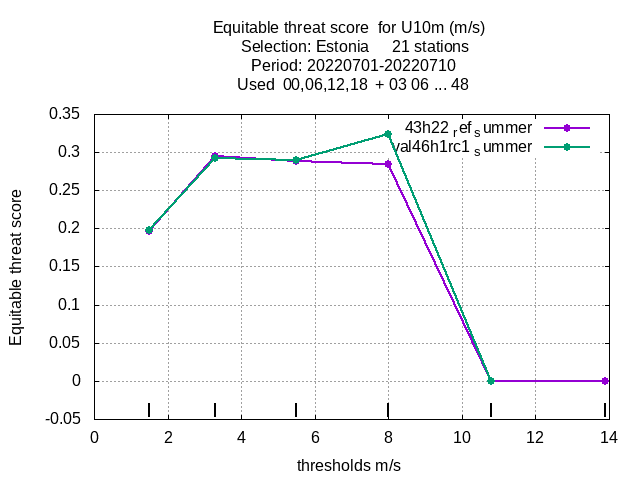 Equitable threat score  for U10m (m/s)
Selection: Estonia     21 stations
Period: 20220701-20220710
Used  00,06,12,18  + 03 06 ... 48
43h22 ref summer
val46h1rc1 summer
Equitable threat score
0.35
0.3
0.25
0.2
0.15
0.1
0.05
0
-0.05
0 2 4 6 8 10 12 14
thresholds m/s